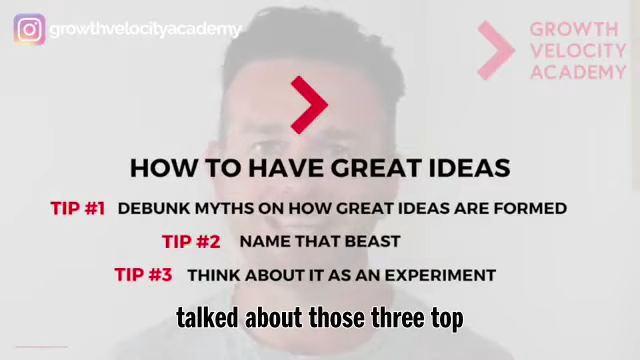 growthvelocityacademy
GROWTH
VELOCITY
ACADEMY
HOW TO HAVE GREAT IDEAS
TIP #1 DEBUNK MYTHS ON HOW GREAT IDEAS ARE FORMED
TIP #2 NAME THAT BEAST
TIP #3 THINK ABOUT IT AS AN EXPERIMENT
talked about those three top